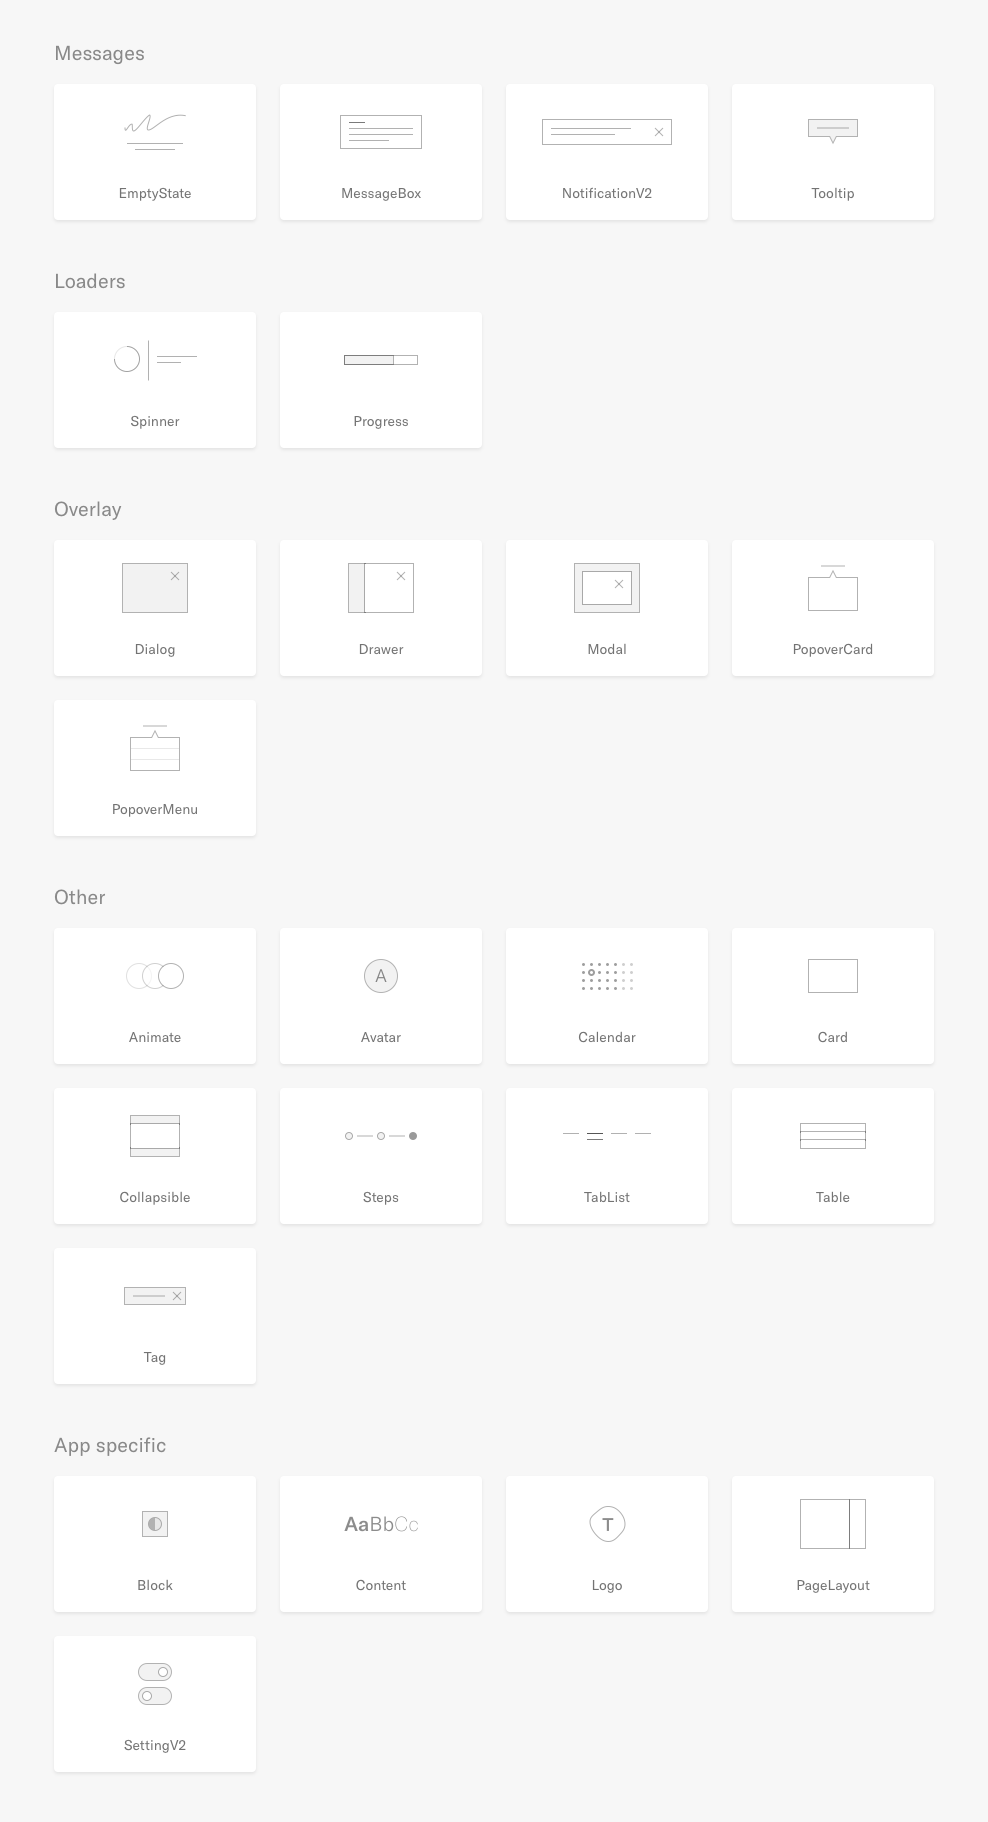 Messages
EmptyState
MessageBox
NotificationV2
Tooltip
Loaders
Spinner
Progress
Overlay
Dialog
Drawer
Modal
PopoverCard
PopoverMenu
Other
A
Animate
Avatar
Calendar
Card
Collapsible
Steps
TabList
Table
Tag
App specific
AaBbCc
T
Block
Content
Logo
PageLayout
SettingV2